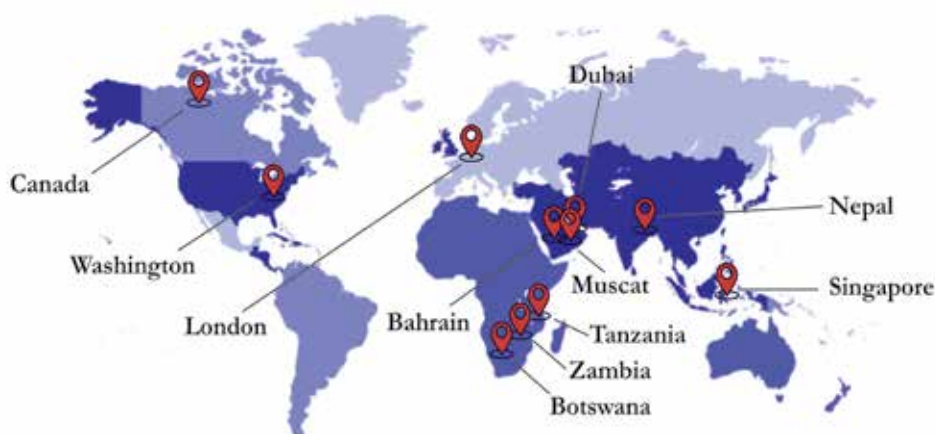 Dubai
Canada
Nepal
Washington
Muscat
Singapore
London
Bahrain
Tanzania
Zambia
Botswana